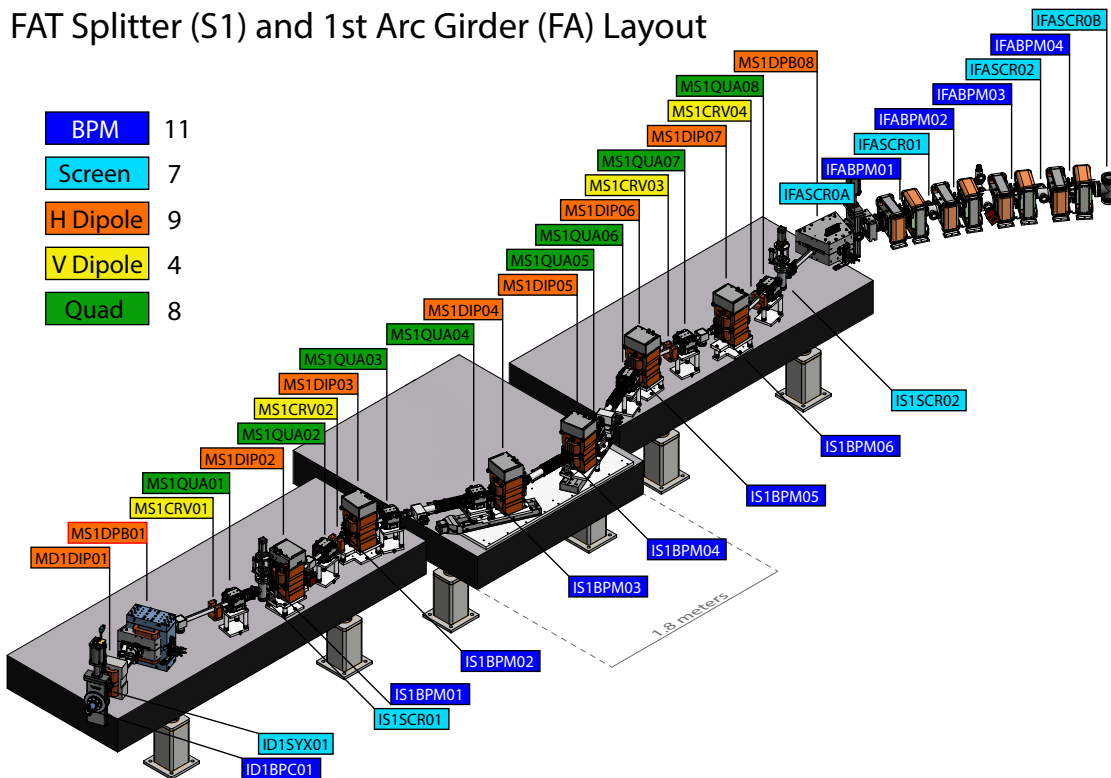 FAT Splitter (S1) and 1st Arc Girder (FA) Layout
BPM 11
Screen 7
H Dipole 9
V Dipole 4
Quad 8
IFASCR0B
IFABPM04
IFASCR02
IFABPM03
IFABPM02
IFASCR01
IFABPM01
IFASCR0A
MS1DPB08
MS1QUA08
MS1CRV04
MS1DIP07
MS1QUA07
MS1CRV03
MS1DIP06
MS1QUA06
MS1QUA05
MS1DIP05
MS1DIP04
MS1QUA04
MS1QUA03
MS1DIP03
MS1CRV02
MS1QUA02
MS1DIP02
MS1QUA01
MS1CRV01
MS1DPB01
MD1DIP01
IS1SCR02
IS1BPM06
IS1BPM05
IS1BPM04
IS1BPM03
1.8 meters
IS1BPM02
IS1BPM01
IS1SCR01
ID1SYX01
ID1BPC01